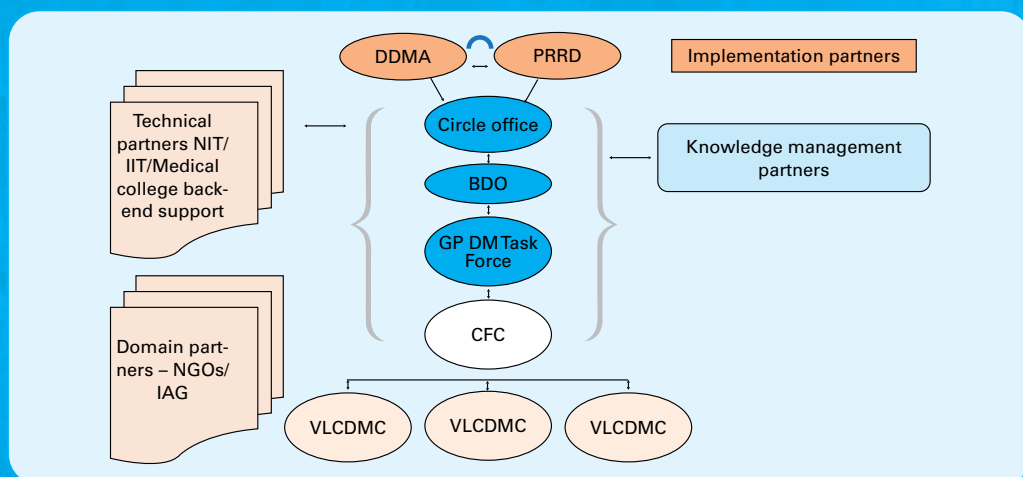 DDMA
PRRD
Implementation partners
Technical
partners NIT/
IIT/Medical
college back-
end support
Circle office
Knowledge management
partners
BDO
GP DM Task
Force
CFC
Domain part-
ners – NGOs/
IAG
VLCDMC
VLCDMC
VLCDMC